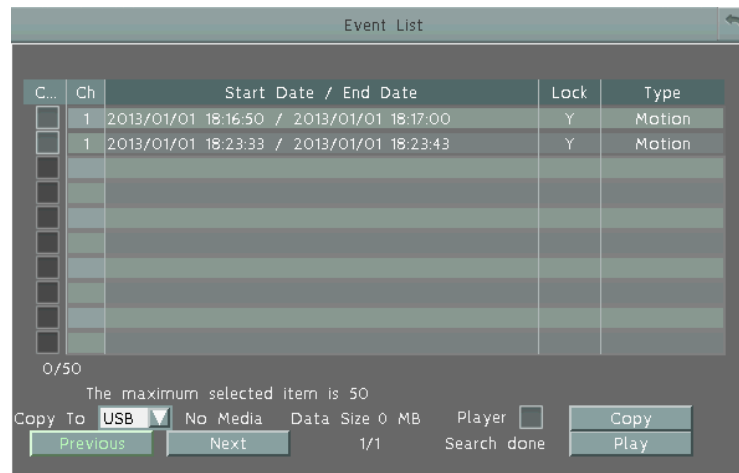 Event List
C... Ch Start Date / End Date Lock Type
1 2013/01/01 18:16:50 / 2013/01/01 18:17:00 Y Motion
1 2013/01/01 18:23:33 / 2013/01/01 18:23:43 Y Motion
0/50
The maximum selected item is 50
Copy To USB No Media Data Size 0 MB Player Copy
Previous Next 1/1 Search done Play